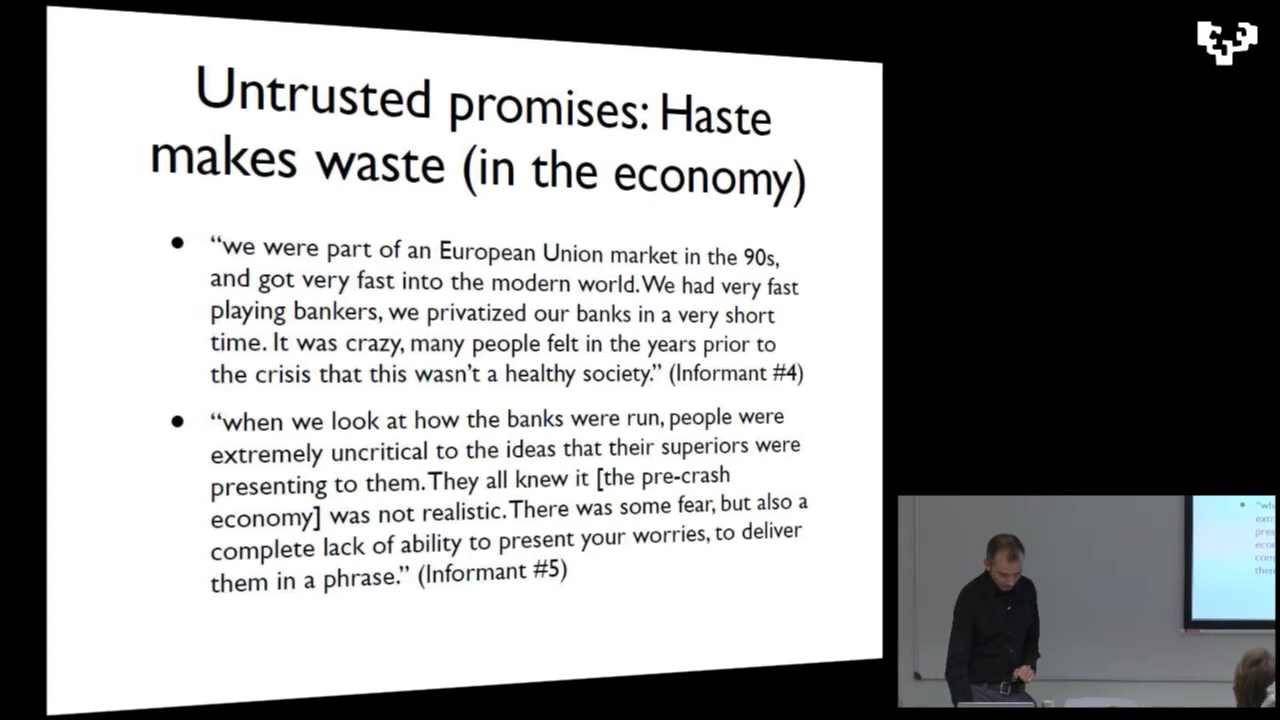 Untrusted promises: Haste
makes waste (in the economy)
• “we were part of an European Union market in the 90s,
and got very fast into the modern world. We had very fast
playing bankers, we privatized our banks in a very short
time. It was crazy, many people felt in the years prior to
the crisis that this wasn’t a healthy society.” (Informant #4)
• “when we look at how the banks were run, people were
extremely uncritical to the ideas that their superiors were
presenting to them. They all knew it [the pre-crash
economy] was not realistic. There was some fear, but also a
complete lack of ability to present your worries, to deliver
them in a phrase.” (Informant #5)